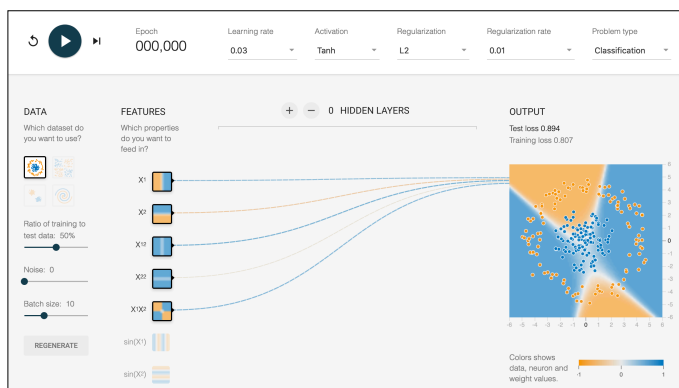 Epoch
000,000
Learning rate
0.03
Activation
Tanh
Regularization
L2
Regularization rate
0.01
Problem type
Classification
DATA
Which dataset do
you want to use?
Ratio of training to
test data: 50%
Noise: 0
Batch size: 10
REGENERATE
FEATURES
Which properties
do you want to
feed in?
X1
X2
X12
X22
X1X2
sin(X1)
sin(X2)
+ − 0 HIDDEN LAYERS
OUTPUT
Test loss 0.894
Training loss 0.807
6
5
4
3
2
1
0
-1
-2
-3
-4
-5
-6
-6 -5 -4 -3 -2 -1 0 1 2 3 4 5 6
Colors shows
data, neuron and
weight values.
-1 0 1